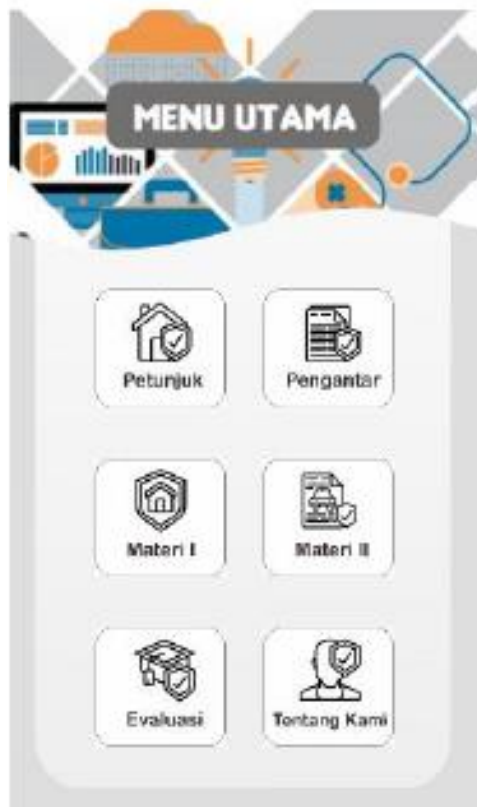 MENU UTAMA
Petunjuk
Pengantar
Materi I
Materi II
Evaluasi
Tentang Kami